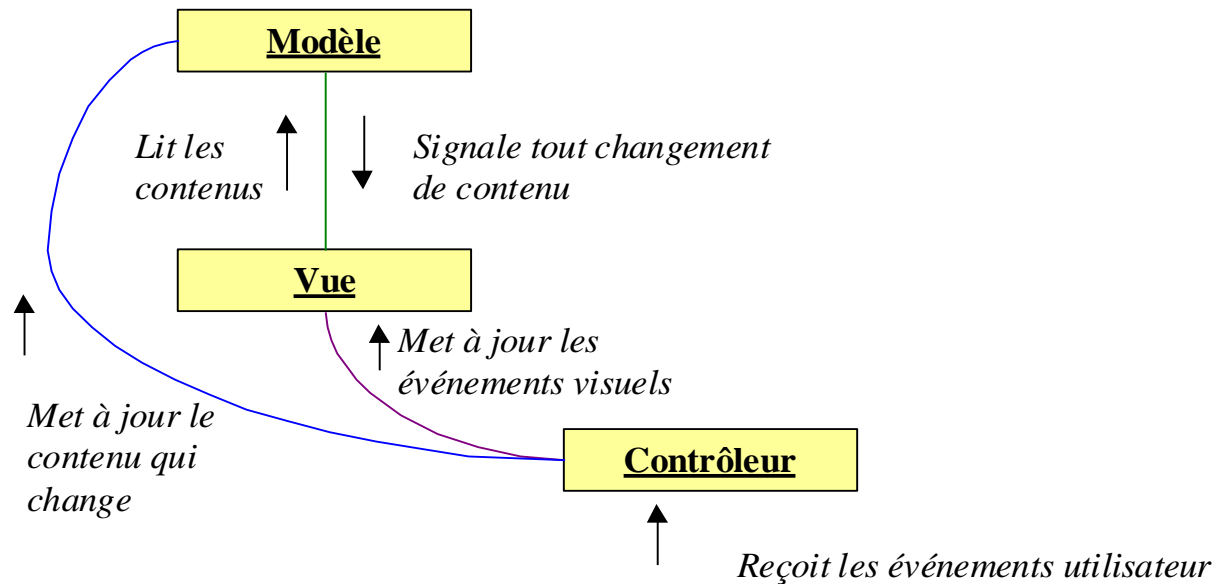 Modèle
Lit les
contenus
Signale tout changement
de contenu
Vue
Met à jour les
événements visuels
Met à jour le
contenu qui
change
Contrôleur
Reçoit les événements utilisateur